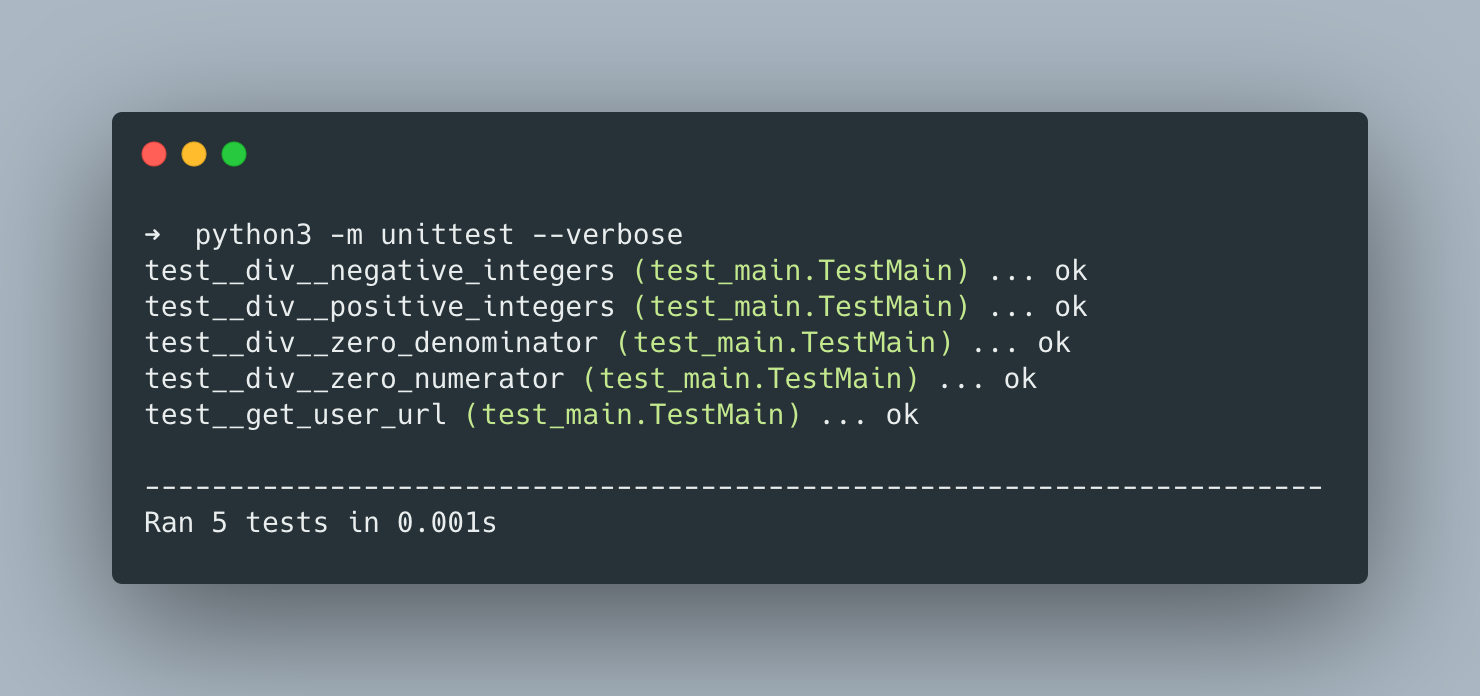 ➜  python3 -m unittest --verbose
test__div__negative_integers (test_main.TestMain) ... ok
test__div__positive_integers (test_main.TestMain) ... ok
test__div__zero_denominator (test_main.TestMain) ... ok
test__div__zero_numerator (test_main.TestMain) ... ok
test__get_user_url (test_main.TestMain) ... ok
----------------------------------------------------------------------
Ran 5 tests in 0.001s